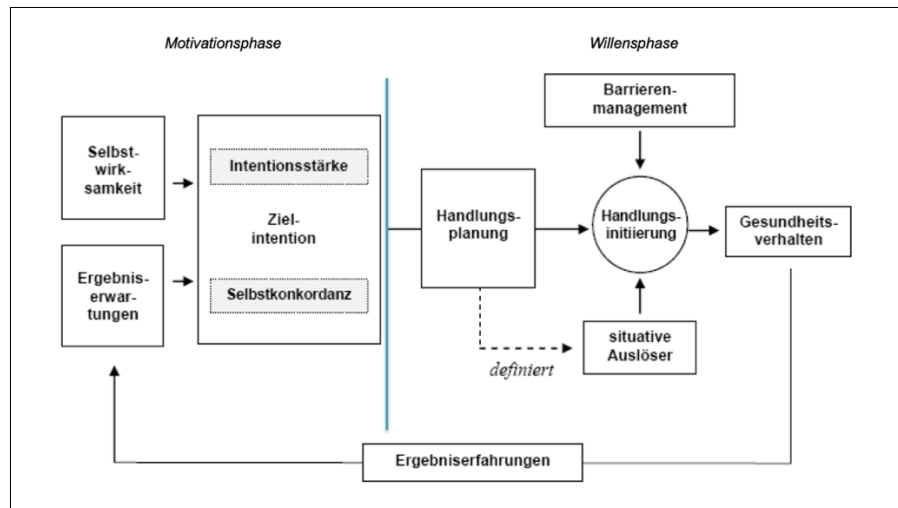 Motivationsphase
Willensphase
Selbst-
wirk-
samkeit
Ergebnis-
erwar-
tungen
Intentionsstärke
Ziel-
intention
Selbstkonkordanz
Handlungs-
planung
definiert
Barrieren-
management
Handlungs-
initiierung
situative
Auslöser
Gesundheits-
verhalten
Ergebniserfahrungen